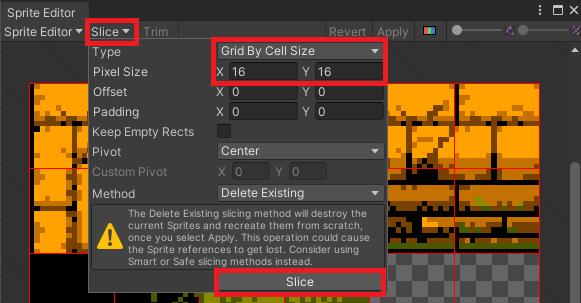 Sprite Editor
Sprite Editor Slice Trim Revert Apply
Type Grid By Cell Size
Pixel Size X 16 Y 16
Offset X 0 Y 0
Padding X 0 Y 0
Keep Empty Rects
Pivot Center
Custom Pivot X 0 Y 0
Method Delete Existing
The Delete Existing slicing method will destroy the
current Sprites and recreate them from scratch,
once you select Apply. This operation could cause
the Sprite references to get lost. Consider using
Smart or Safe slicing methods instead.
Slice